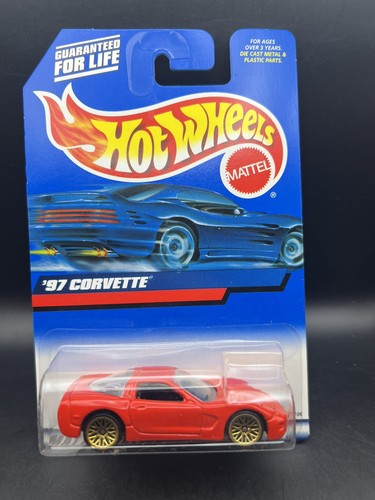 GUARANTEED
FOR LIFE
FOR AGES
OVER 3 YEARS.
DIE CAST METAL &
PLASTIC PARTS.
HOT WHEELS
MATTEL
®
'97 CORVETTE